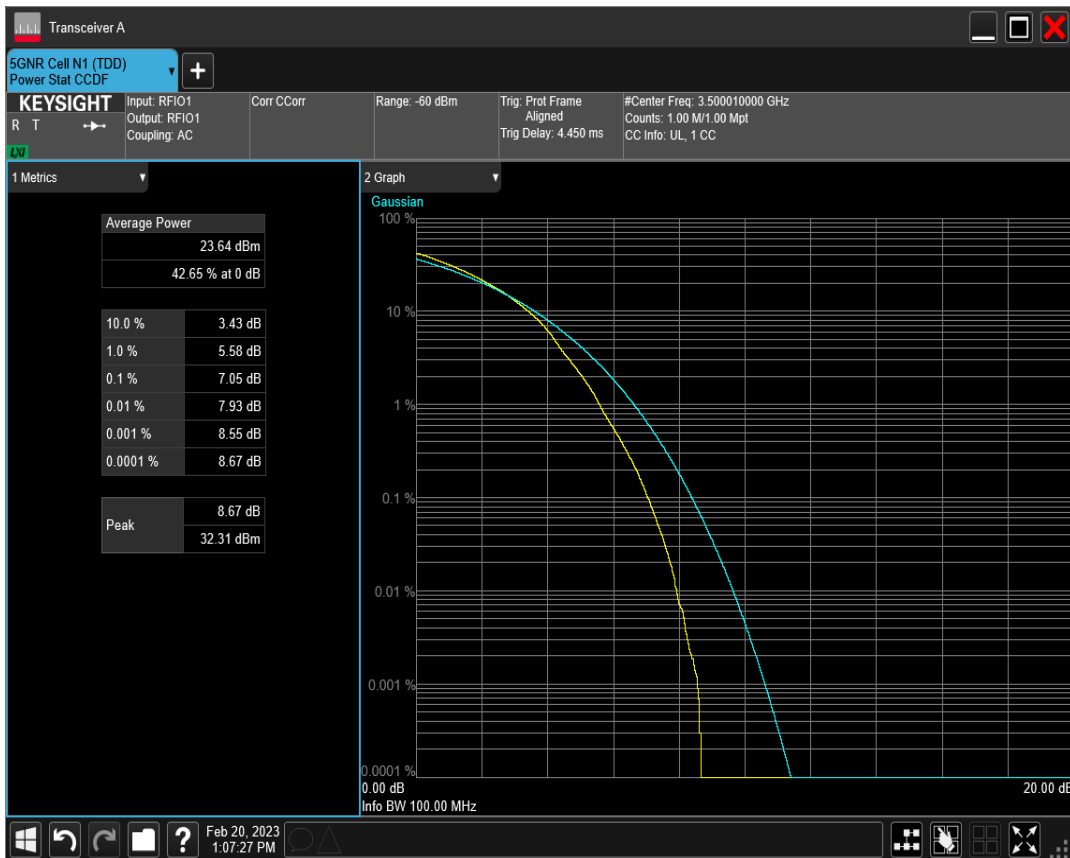 Transceiver A
5GNR Cell N1 (TDD)
Power Stat CCDF
KEYSIGHT
R T
LXI
Input: RFIO1
Output: RFIO1
Coupling: AC
Corr CCorr
Range: -60 dBm
Trig: Prot Frame
Aligned
Trig Delay: 4.450 ms
#Center Freq: 3.500010000 GHz
Counts: 1.00 M/1.00 Mpt
CC Info: UL, 1 CC
1 Metrics
Average Power
23.64 dBm
42.65 % at 0 dB
10.0 % 3.43 dB
1.0 % 5.58 dB
0.1 % 7.05 dB
0.01 % 7.93 dB
0.001 % 8.55 dB
0.0001 % 8.67 dB
Peak
8.67 dB
32.31 dBm
2 Graph
Gaussian
100 %
10 %
1 %
0.1 %
0.01 %
0.001 %
0.0001 %
0.00 dB
20.00 dB
Info BW 100.00 MHz
?
Feb 20, 2023
1:07:27 PM